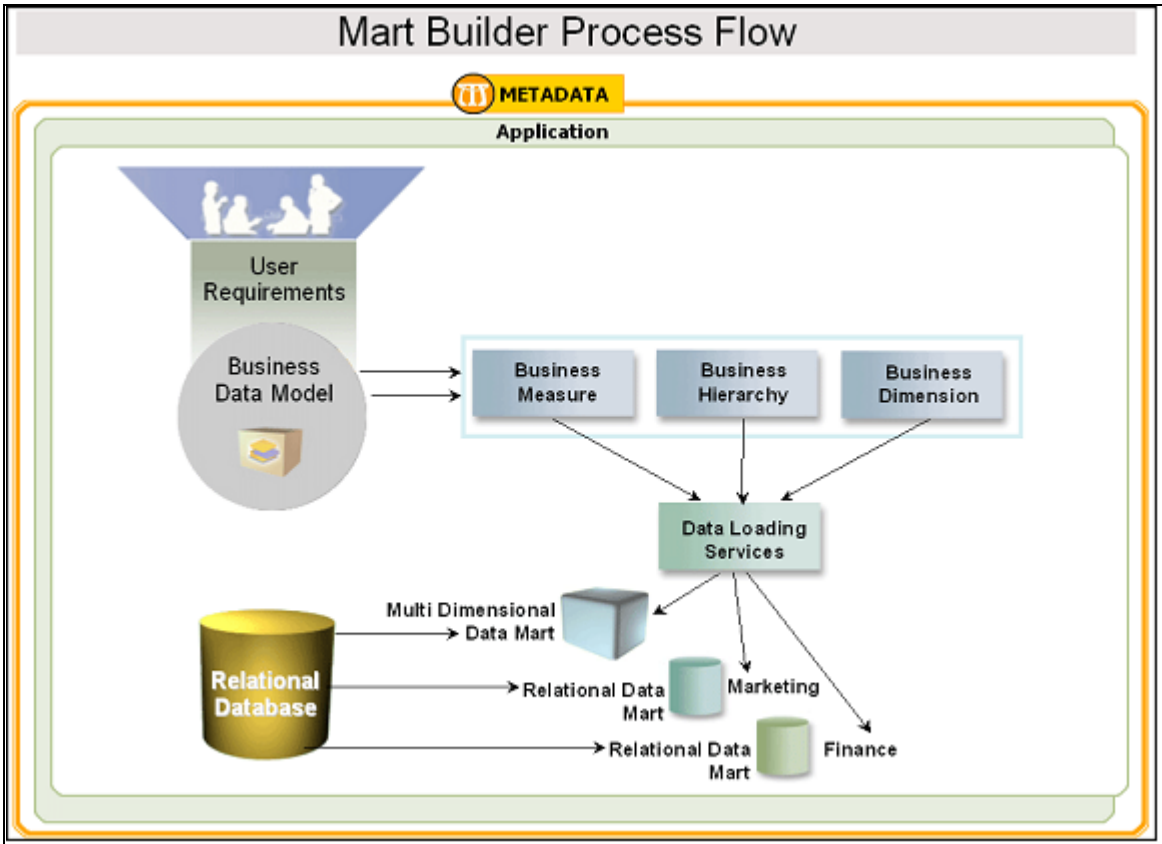 Mart Builder Process Flow
METADATA
Application
User
Requirements
Business
Data Model
Business
Measure
Business
Hierarchy
Business
Dimension
Data Loading
Services
Multi Dimensional
Data Mart
Relational
Database
Relational Data
Mart
Marketing
Relational Data
Mart
Finance